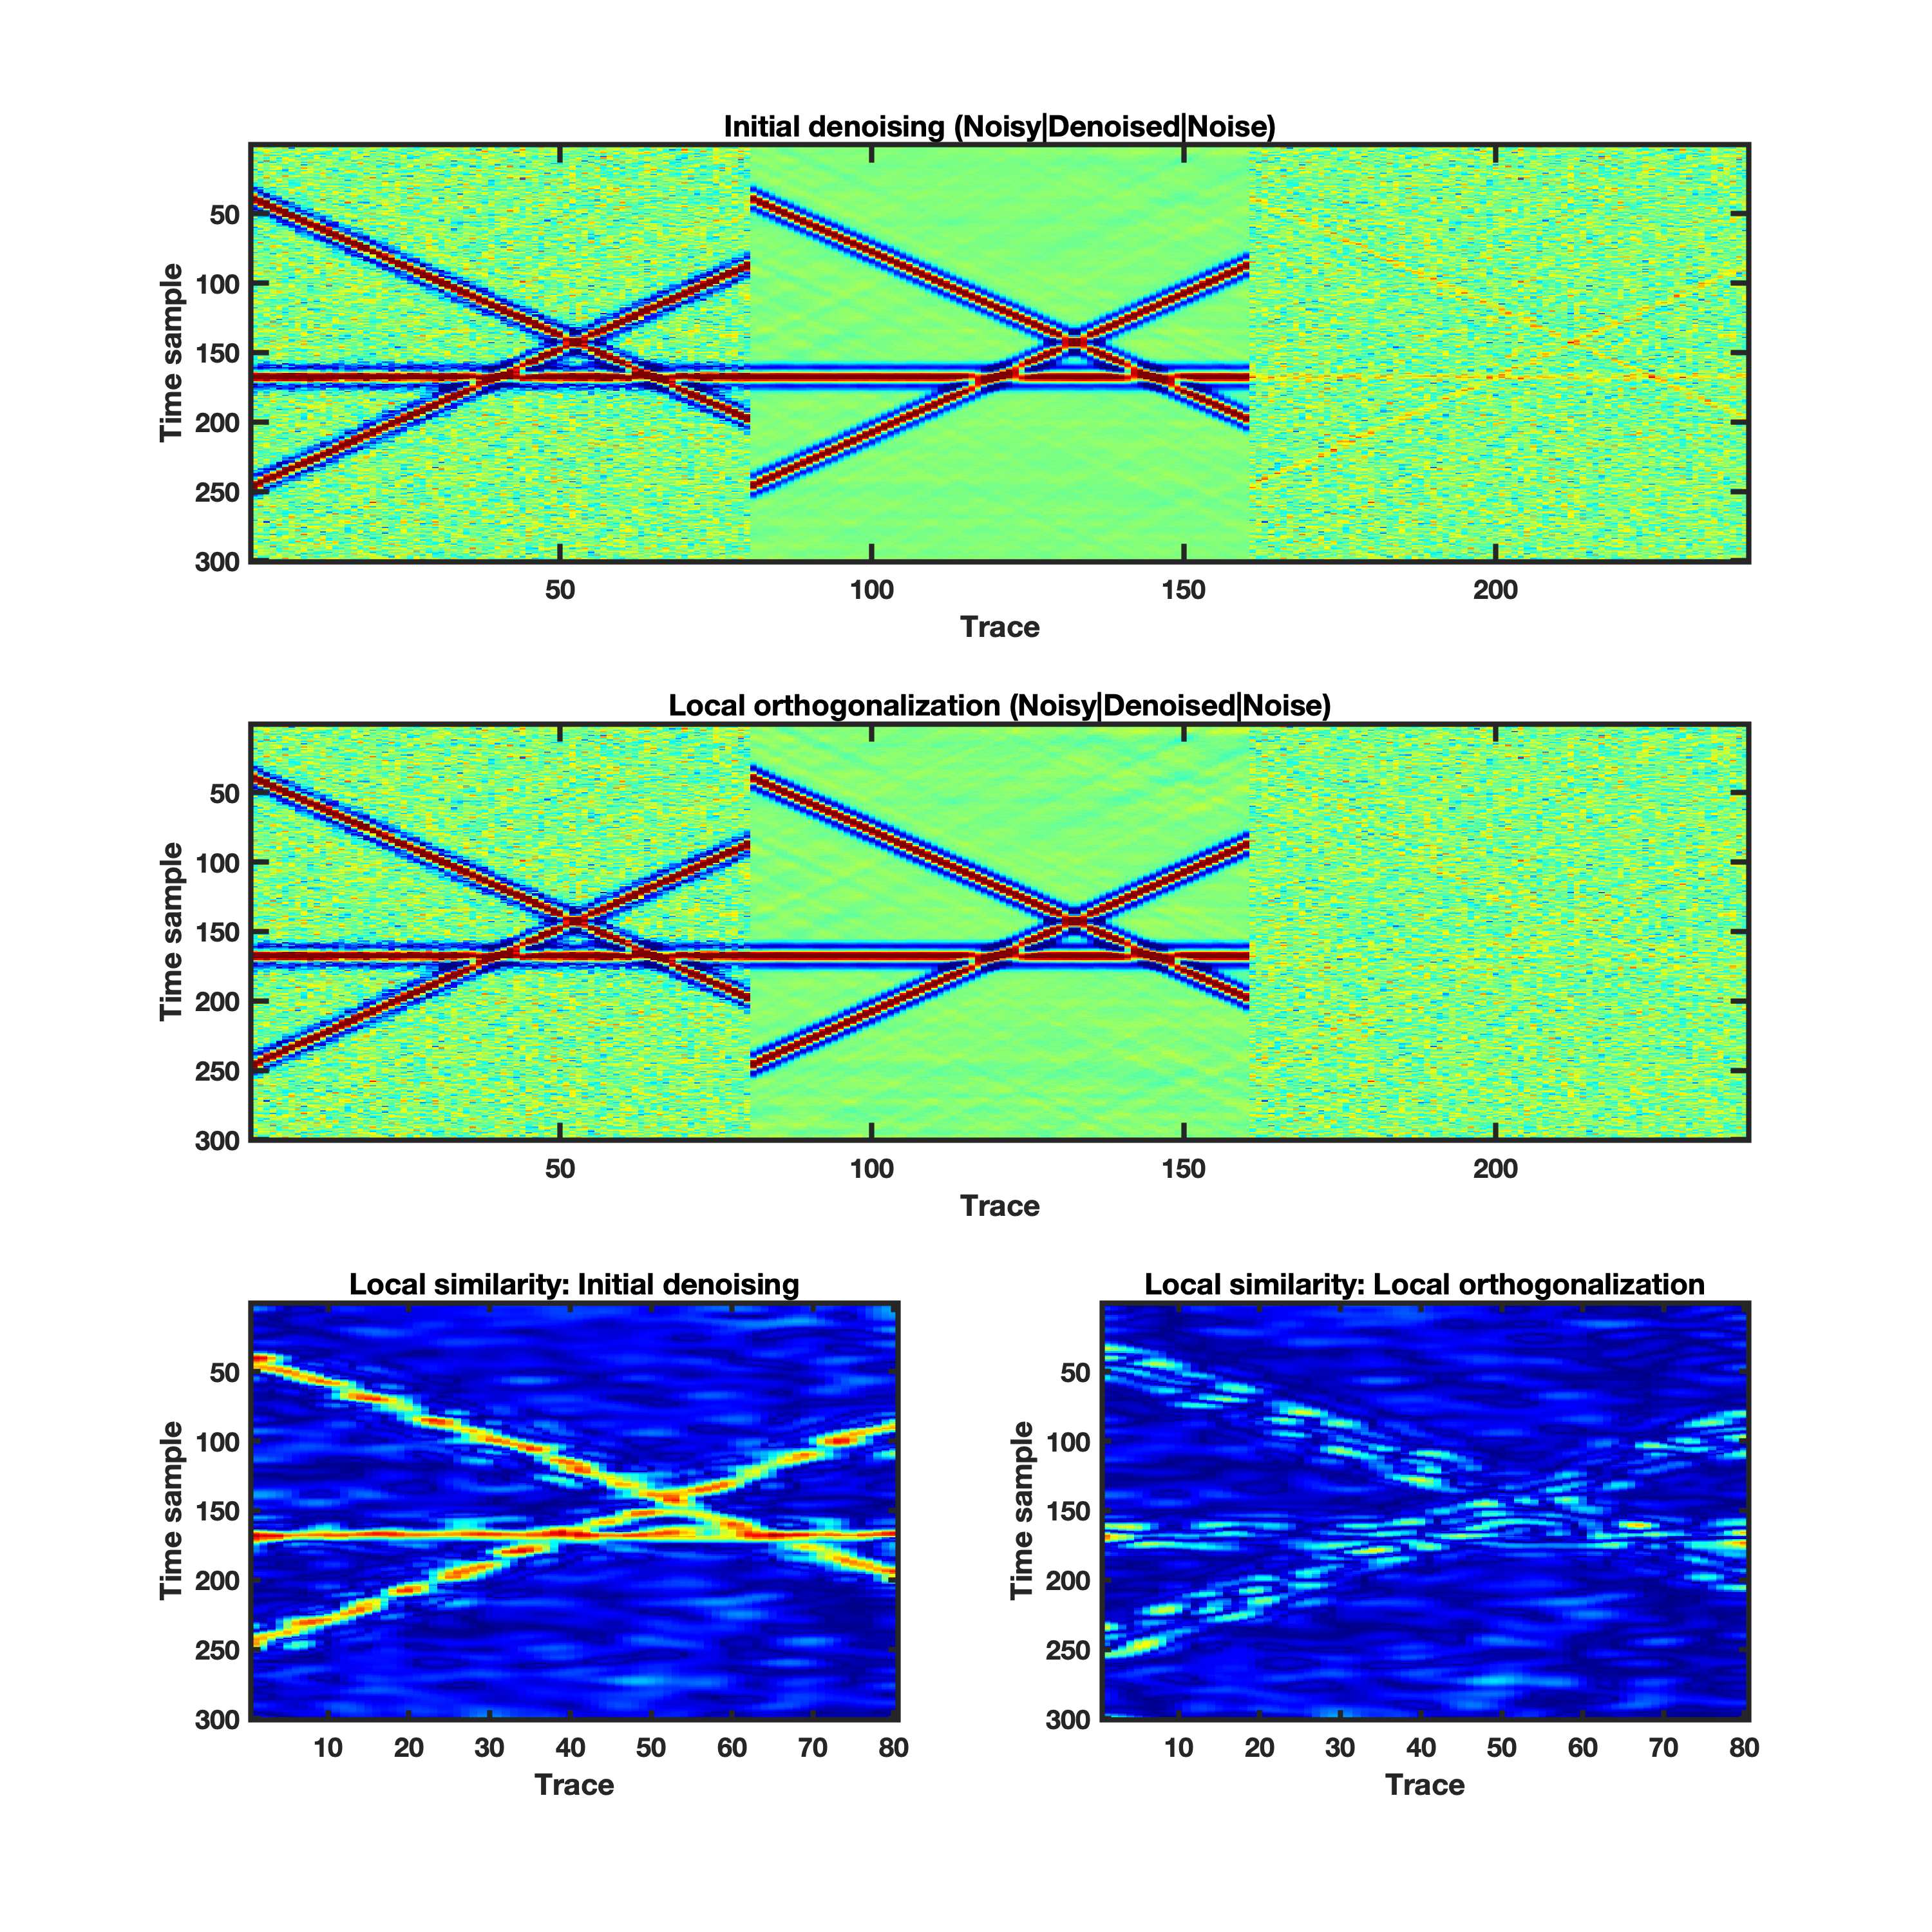 Initial denoising (Noisy|Denoised|Noise)
Time sample
50
100
150
200
250
300
50 100 150 200
Trace
Local orthogonalization (Noisy|Denoised|Noise)
Time sample
50
100
150
200
250
300
50 100 150 200
Trace
Local similarity: Initial denoising
Time sample
50
100
150
200
250
300
10 20 30 40 50 60 70 80
Trace
Local similarity: Local orthogonalization
Time sample
50
100
150
200
250
300
10 20 30 40 50 60 70 80
Trace